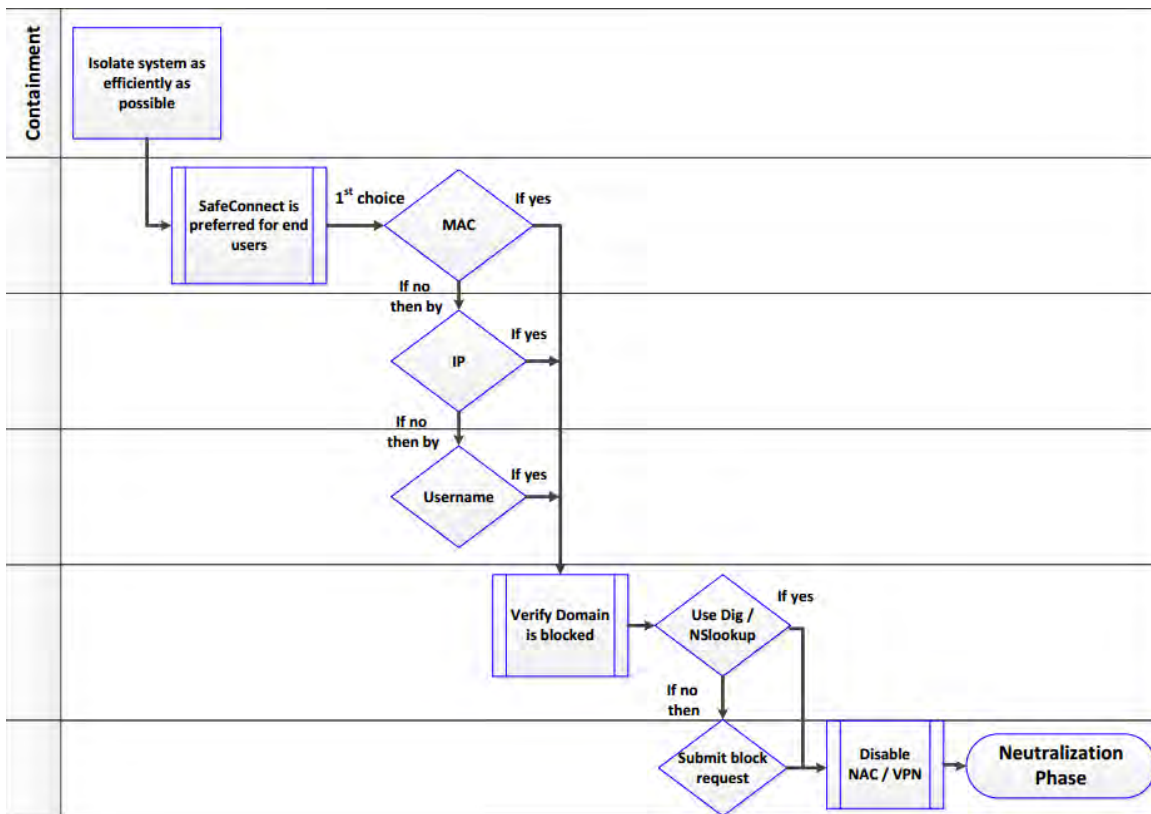 Containment
Isolate system as
efficiently as
possible
SafeConnect is
preferred for end
users
1st choice
MAC
If yes
If no
then by
IP
If yes
If no
then by
Username
If yes
Verify Domain
is blocked
Use Dig /
NSlookup
If yes
If no
then
Submit block
request
Disable
NAC / VPN
Neutralization
Phase